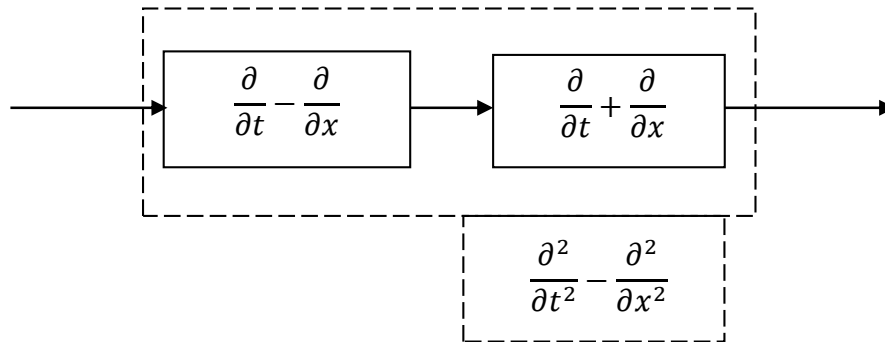 ∂/∂t − ∂/∂x
∂/∂t + ∂/∂x
∂²/∂t² − ∂²/∂x²